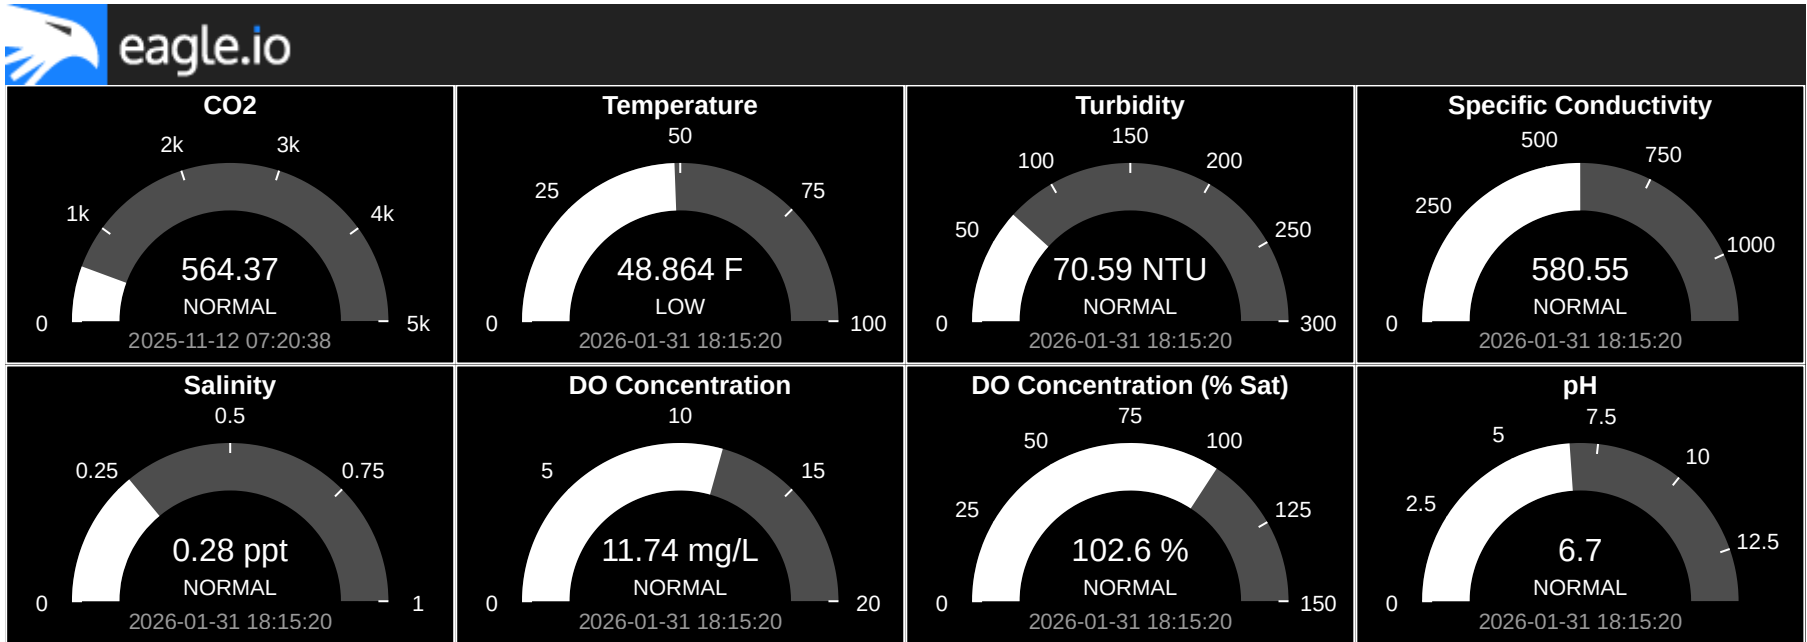 eagle.io
CO2
0
1k
2k
3k
4k
5k
564.37
NORMAL
2025-11-12 07:20:38
Temperature
0
25
50
75
100
48.864 F
LOW
2026-01-31 18:15:20
Turbidity
0
50
100
150
200
250
300
70.59 NTU
NORMAL
2026-01-31 18:15:20
Specific Conductivity
0
250
500
750
1000
580.55
NORMAL
2026-01-31 18:15:20
Salinity
0
0.25
0.5
0.75
1
0.28 ppt
NORMAL
2026-01-31 18:15:20
DO Concentration
0
5
10
15
20
11.74 mg/L
NORMAL
2026-01-31 18:15:20
DO Concentration (% Sat)
0
25
50
75
100
125
150
102.6 %
NORMAL
2026-01-31 18:15:20
pH
0
2.5
5
7.5
10
12.5
6.7
NORMAL
2026-01-31 18:15:20